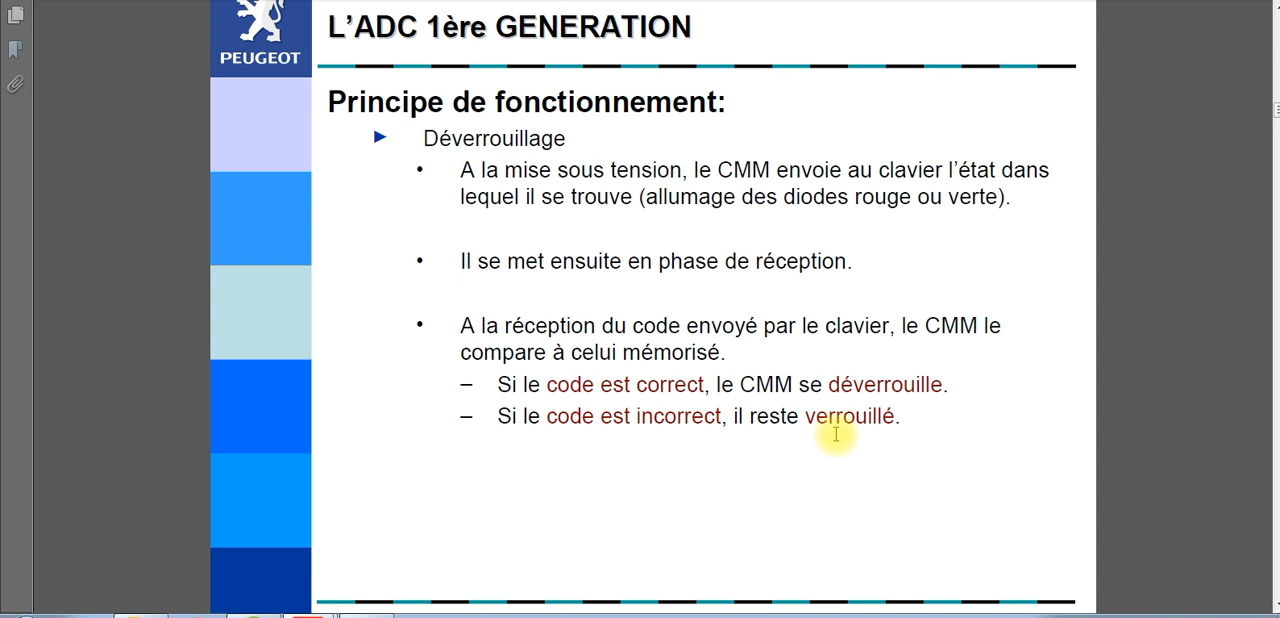 L'ADC 1ère GENERATION
PEUGEOT
Principe de fonctionnement:
► Déverrouillage
• A la mise sous tension, le CMM envoie au clavier l'état dans
lequel il se trouve (allumage des diodes rouge ou verte).
• Il se met ensuite en phase de réception.
• A la réception du code envoyé par le clavier, le CMM le
compare à celui mémorisé.
– Si le code est correct, le CMM se déverrouille.
– Si le code est incorrect, il reste verrouillé.